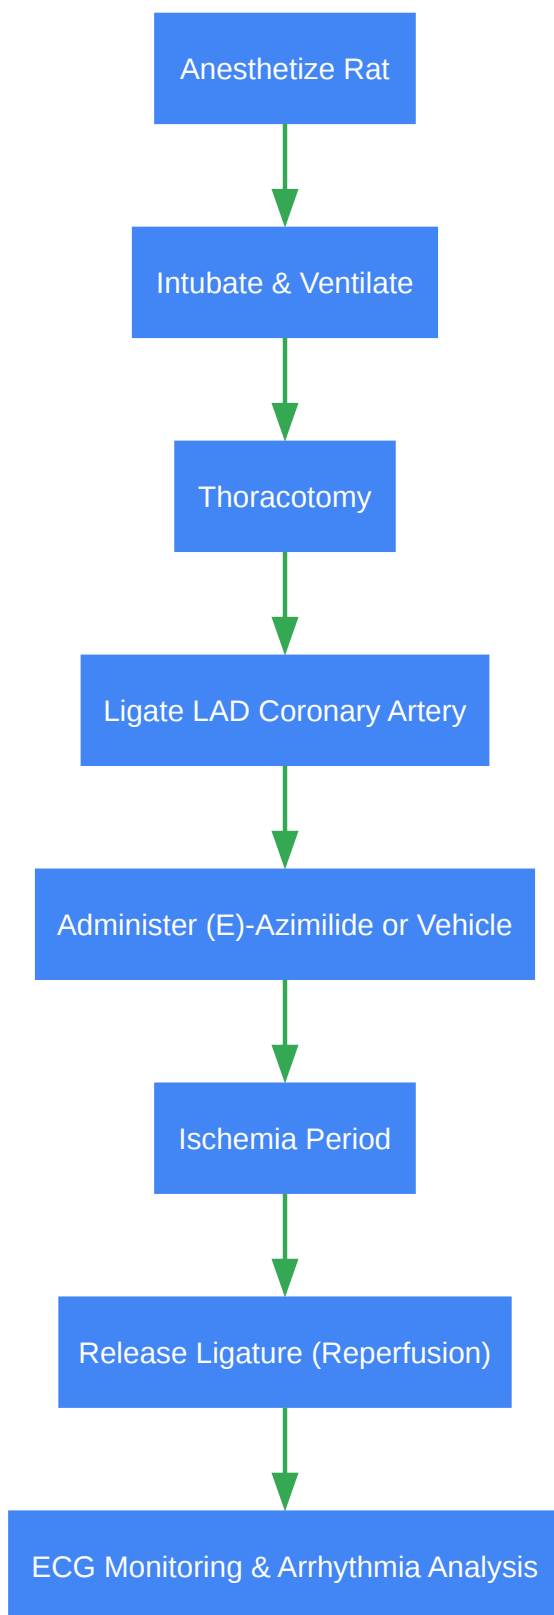 Anesthetize Rat
Intubate & Ventilate
Thoracotomy
Ligate LAD Coronary Artery
Administer (E)-Azimilide or Vehicle
Ischemia Period
Release Ligature (Reperfusion)
ECG Monitoring & Arrhythmia Analysis